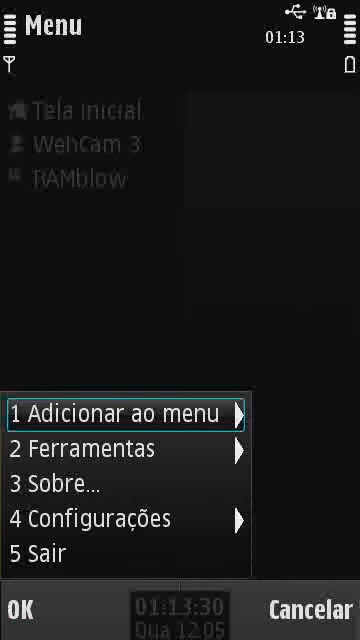 Menu
01:13
Tela inicial
WebCam 3
RAMblow
1 Adicionar ao menu
2 Ferramentas
3 Sobre...
4 Configurações
5 Sair
OK
01:13:30
Qua 12.05
Cancelar